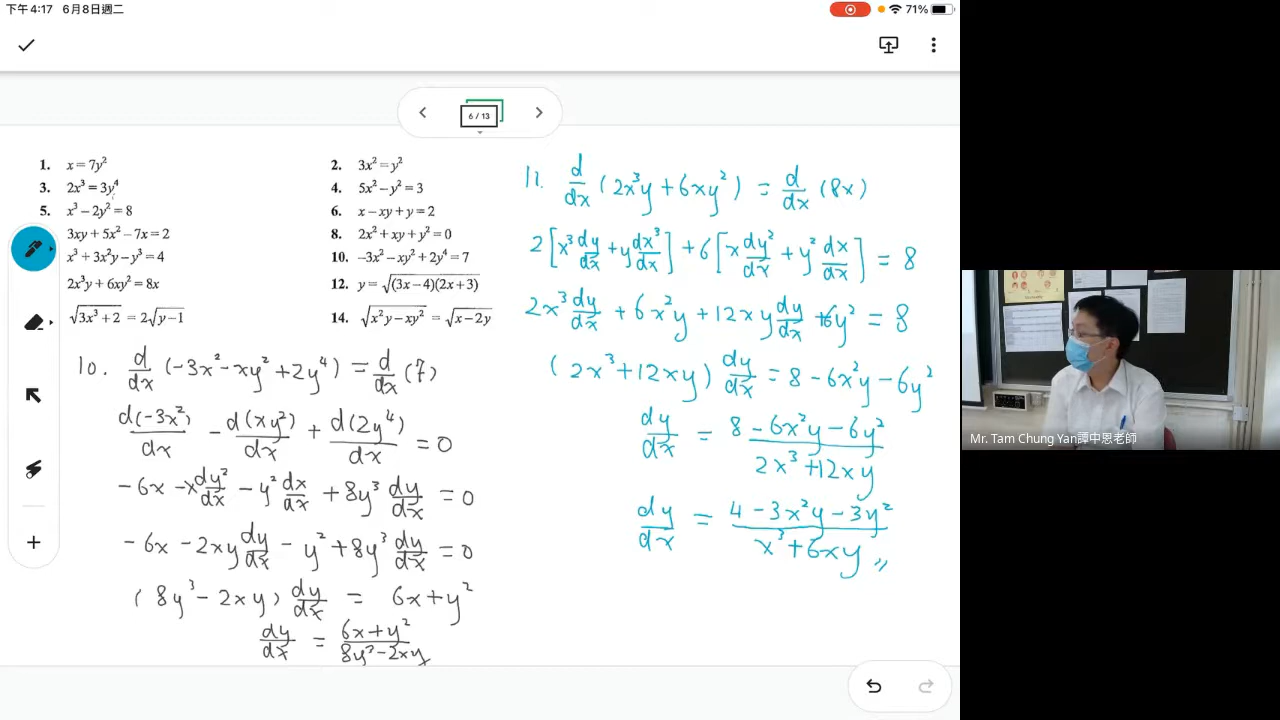 下午4:17 6月8日週二
71%
6 / 13
1. x = 7y²
2. 3x² = y²
3. 2x³ = 3y⁴
4. 5x² − y² = 3
5. x³ − 2y² = 8
6. x − xy + y = 2
3xy + 5x² − 7x = 2
8. 2x² + xy + y² = 0
x³ + 3x²y − y³ = 4
10. −3x² − xy² + 2y⁴ = 7
2x³y + 6xy² = 8x
12. y = √((3x − 4)(2x + 3))
√(3x³ + 2) = 2√(y − 1)
14. √(x²y − xy²) = √(x − 2y)
10. d/dx (−3x² − xy² + 2y⁴) = d/dx (7)
d(−3x²)/dx − d(xy²)/dx + d(2y⁴)/dx = 0
−6x − x dy²/dx − y² dx/dx + 8y³ dy/dx = 0
−6x − 2xy dy/dx − y² + 8y³ dy/dx = 0
(8y³ − 2xy) dy/dx = 6x + y²
dy/dx = (6x + y²)/(8y³ − 2xy)
11. d/dx (2x³y + 6xy²) = d/dx (8x)
2[x³ dy/dx + y dx³/dx] + 6[x dy²/dx + y² dx/dx] = 8
2x³ dy/dx + 6x²y + 12xy dy/dx + 6y² = 8
(2x³ + 12xy) dy/dx = 8 − 6x²y − 6y²
dy/dx = (8 − 6x²y − 6y²)/(2x³ + 12xy)
dy/dx = (4 − 3x²y − 3y²)/(x³ + 6xy) //
Mr. Tam Chung Yan譚中恩老師